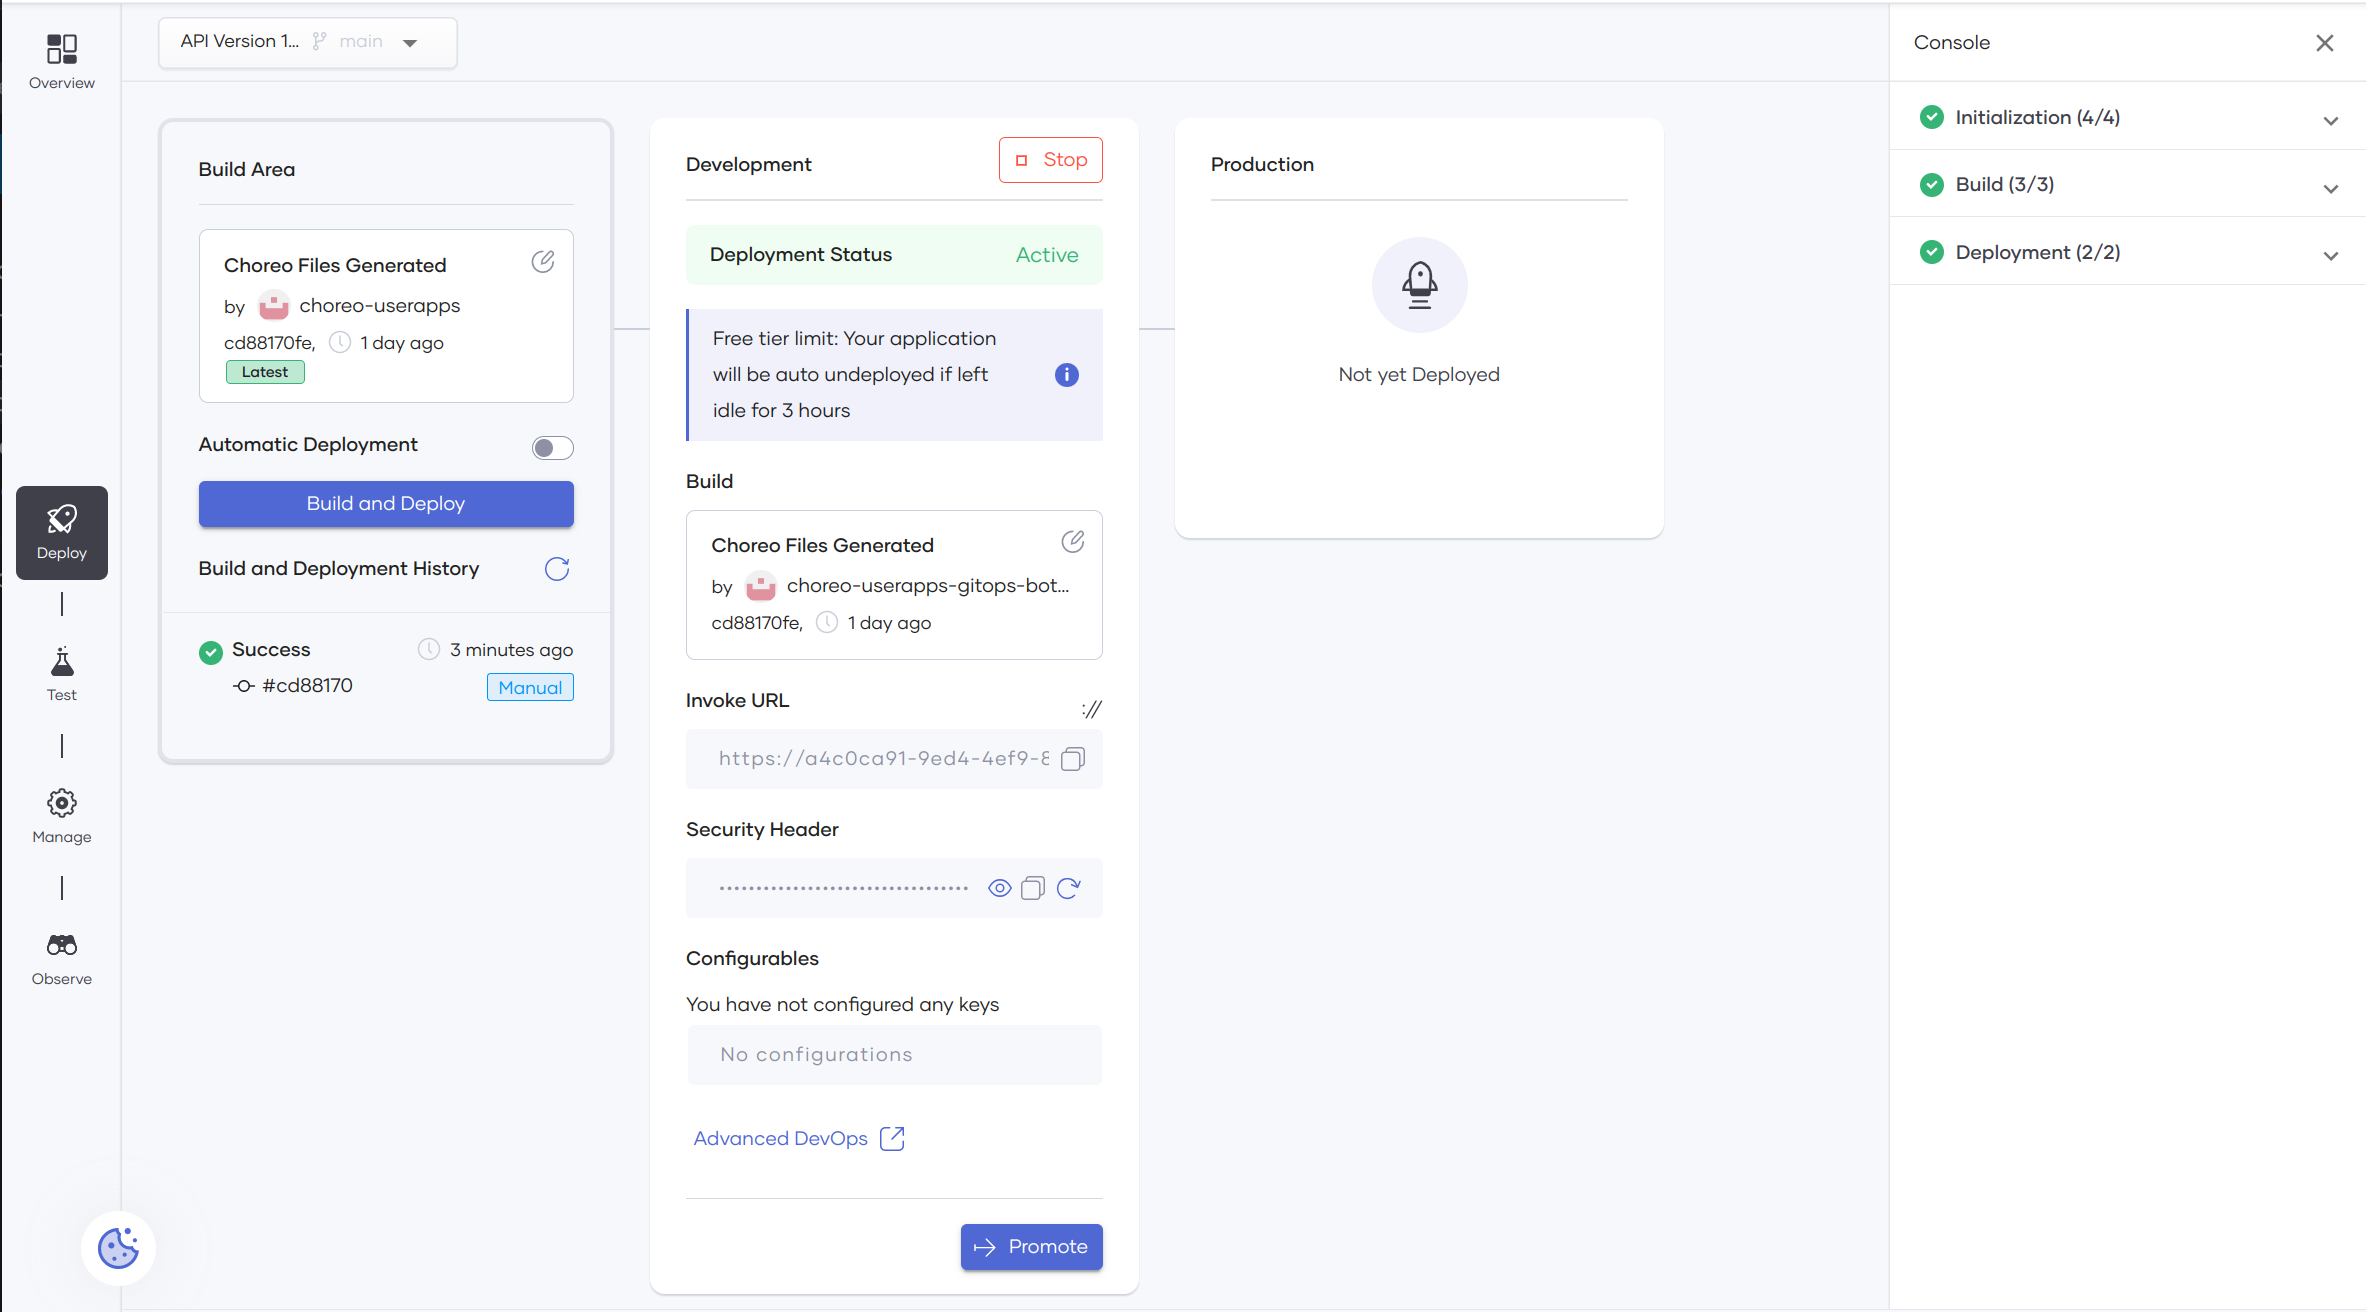 Overview
Deploy
Test
Manage
Observe
API Version 1... main
Build Area
Choreo Files Generated
by choreo-userapps
cd88170fe, 1 day ago
Latest
Automatic Deployment
Build and Deploy
Build and Deployment History
Success 3 minutes ago
#cd88170 Manual
Development
Stop
Deployment Status Active
Free tier limit: Your application
will be auto undeployed if left
idle for 3 hours
Build
Choreo Files Generated
by choreo-userapps-gitops-bot...
cd88170fe, 1 day ago
Invoke URL
://
https://a4c0ca91-9ed4-4ef9-8
Security Header
••••••••••••••••••••••••••••••••••
Configurables
You have not configured any keys
No configurations
Advanced DevOps
Promote
Production
Not yet Deployed
Console
Initialization (4/4)
Build (3/3)
Deployment (2/2)